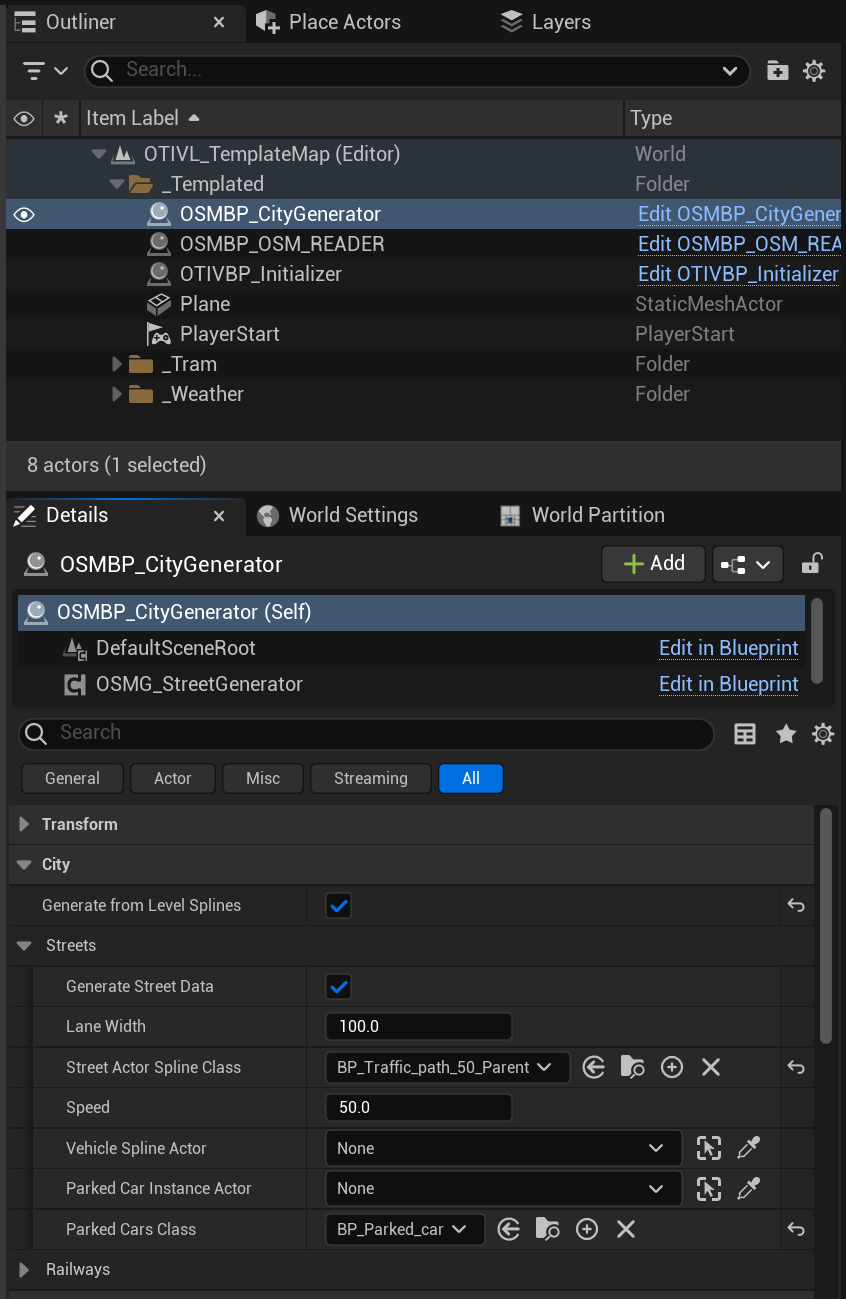 Outliner × Place Actors Layers
Search...
* Item Label Type
OTIVL_TemplateMap (Editor) World
_Templated Folder
OSMBP_CityGenerator Edit OSMBP_CityGener
OSMBP_OSM_READER Edit OSMBP_OSM_REA
OTIVBP_Initializer Edit OTIVBP_Initializer
Plane StaticMeshActor
PlayerStart PlayerStart
_Tram Folder
_Weather Folder
8 actors (1 selected)
Details × World Settings World Partition
OSMBP_CityGenerator + Add
OSMBP_CityGenerator (Self)
DefaultSceneRoot Edit in Blueprint
OSMG_StreetGenerator Edit in Blueprint
Search
General Actor Misc Streaming All
Transform
City
Generate from Level Splines
Streets
Generate Street Data
Lane Width 100.0
Street Actor Spline Class BP_Traffic_path_50_Parent
Speed 50.0
Vehicle Spline Actor None
Parked Car Instance Actor None
Parked Cars Class BP_Parked_car
Railways